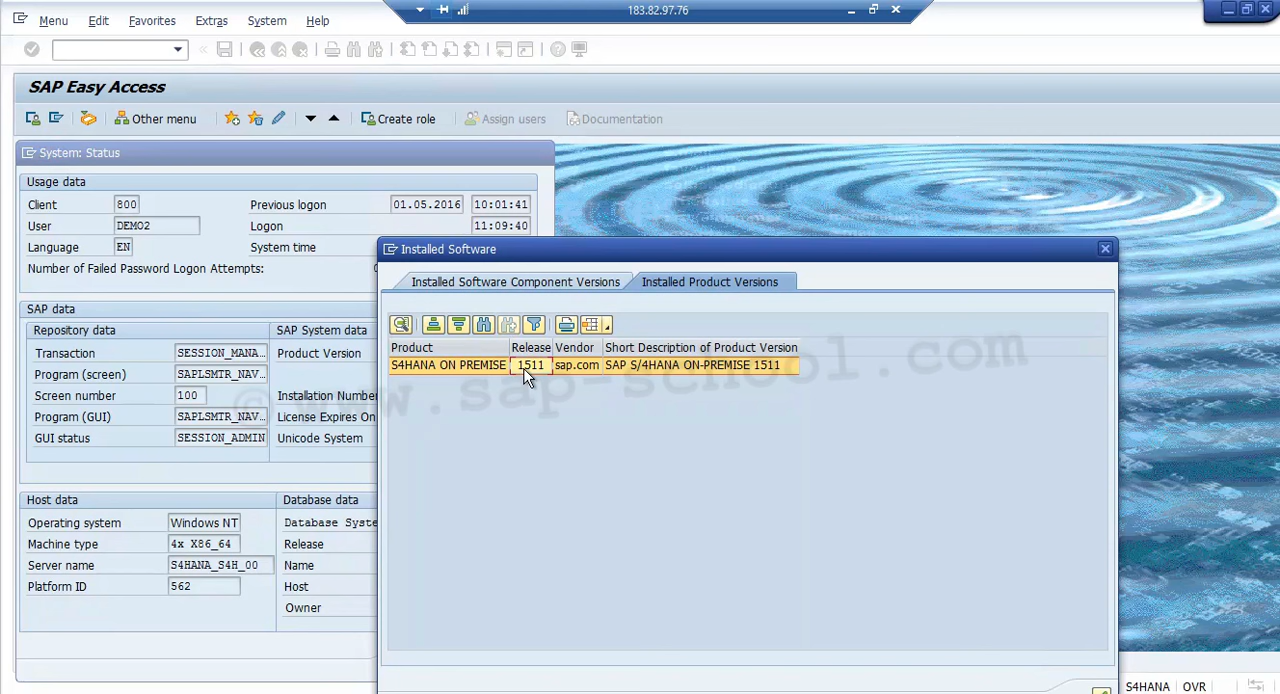 183.82.97.76
Menu Edit Favorites Extras System Help
SAP Easy Access
Other menu Create role Assign users Documentation
System: Status
Usage data
Client 800 Previous logon 01.05.2016 10:01:41
User DEMO2 Logon 11:09:40
Language EN System time
Number of Failed Password Logon Attempts:
SAP data
Repository data SAP System data
Transaction SESSION_MANA... Product Version
Program (screen) SAPLSMTR_NAV...
Screen number 100 Installation Number
Program (GUI) SAPLSMTR_NAV... License Expires On
GUI status SESSION_ADMIN Unicode System
Host data Database data
Operating system Windows NT Database Syste
Machine type 4x X86_64 Release
Server name S4HANA_S4H_00 Name
Platform ID 562 Host
Owner
Installed Software
Installed Software Component Versions Installed Product Versions
Product Release Vendor Short Description of Product Version
S4HANA ON PREMISE 1511 sap.com SAP S/4HANA ON-PREMISE 1511
© www.sap-school.com
S4HANA OVR